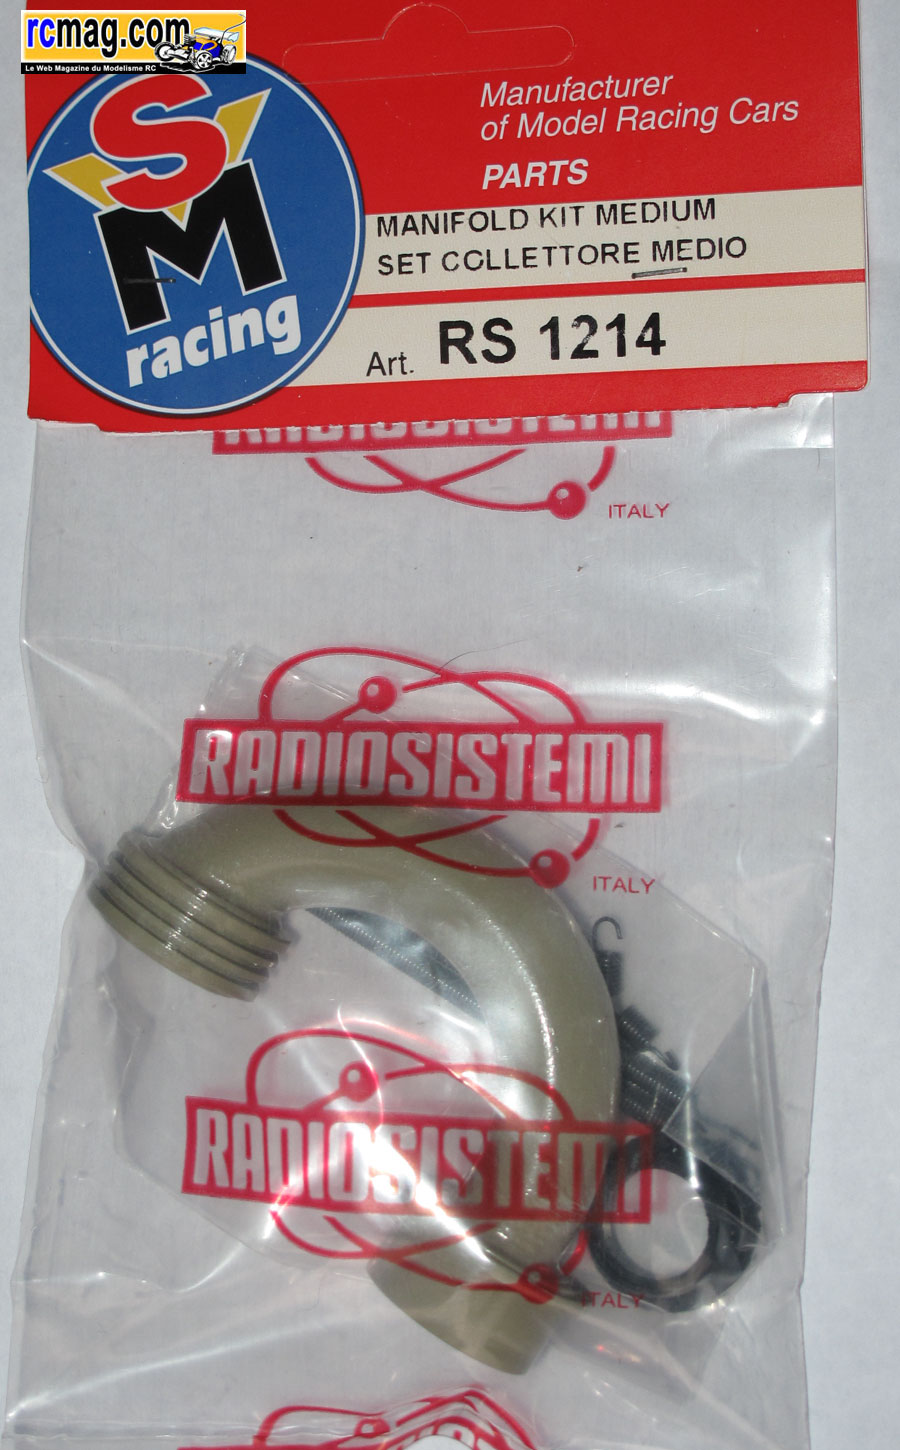 rcmag.com
Le Web Magazine du Modelisme RC
SM
racing
Manufacturer
of Model Racing Cars
PARTS
MANIFOLD KIT MEDIUM
SET COLLETTORE MEDIO
Art. RS 1214
RADIOSISTEMI
ITALY
RADIOSISTEMI
ITALY
RADIOSISTEMI
ITALY